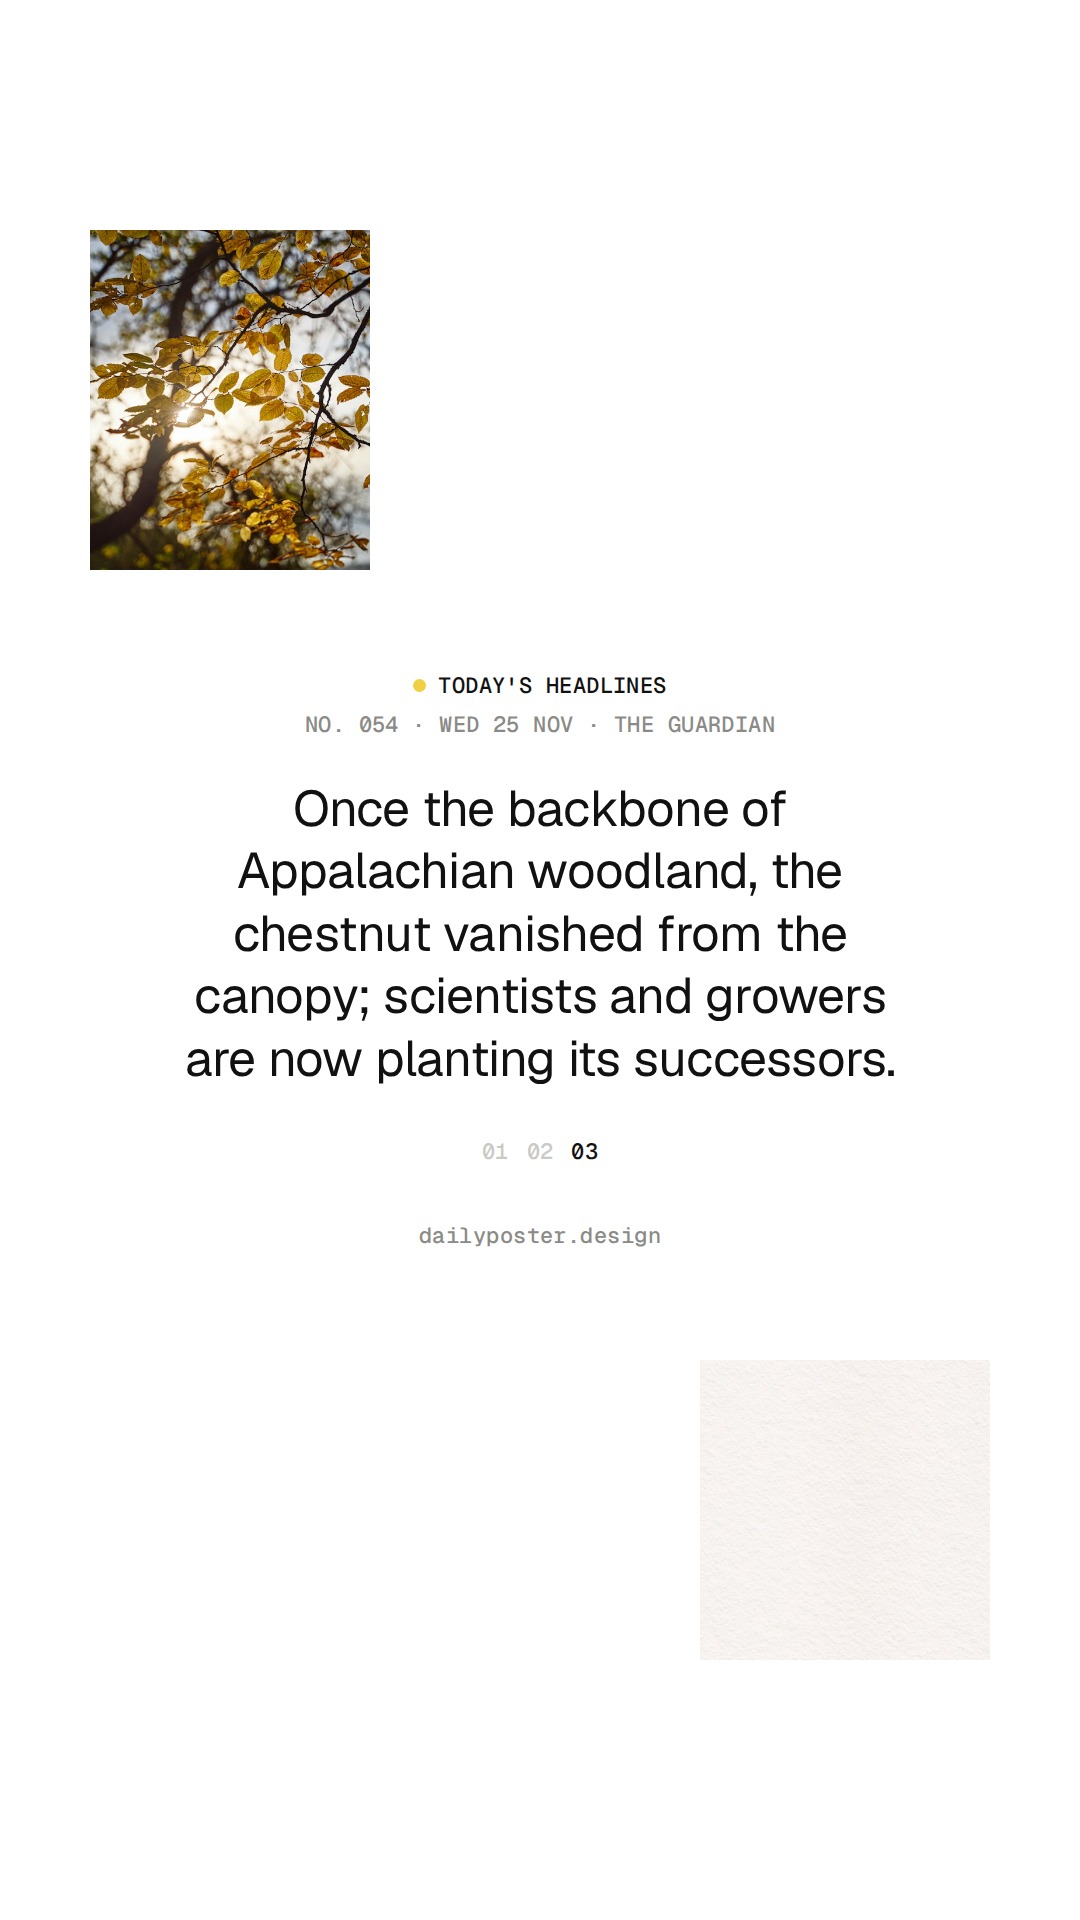 TODAY'S HEADLINES
NO. 054 · WED 25 NOV · THE GUARDIAN
Once the backbone of
Appalachian woodland, the
chestnut vanished from the
canopy; scientists and growers
are now planting its successors.
01 02 03
dailyposter.design